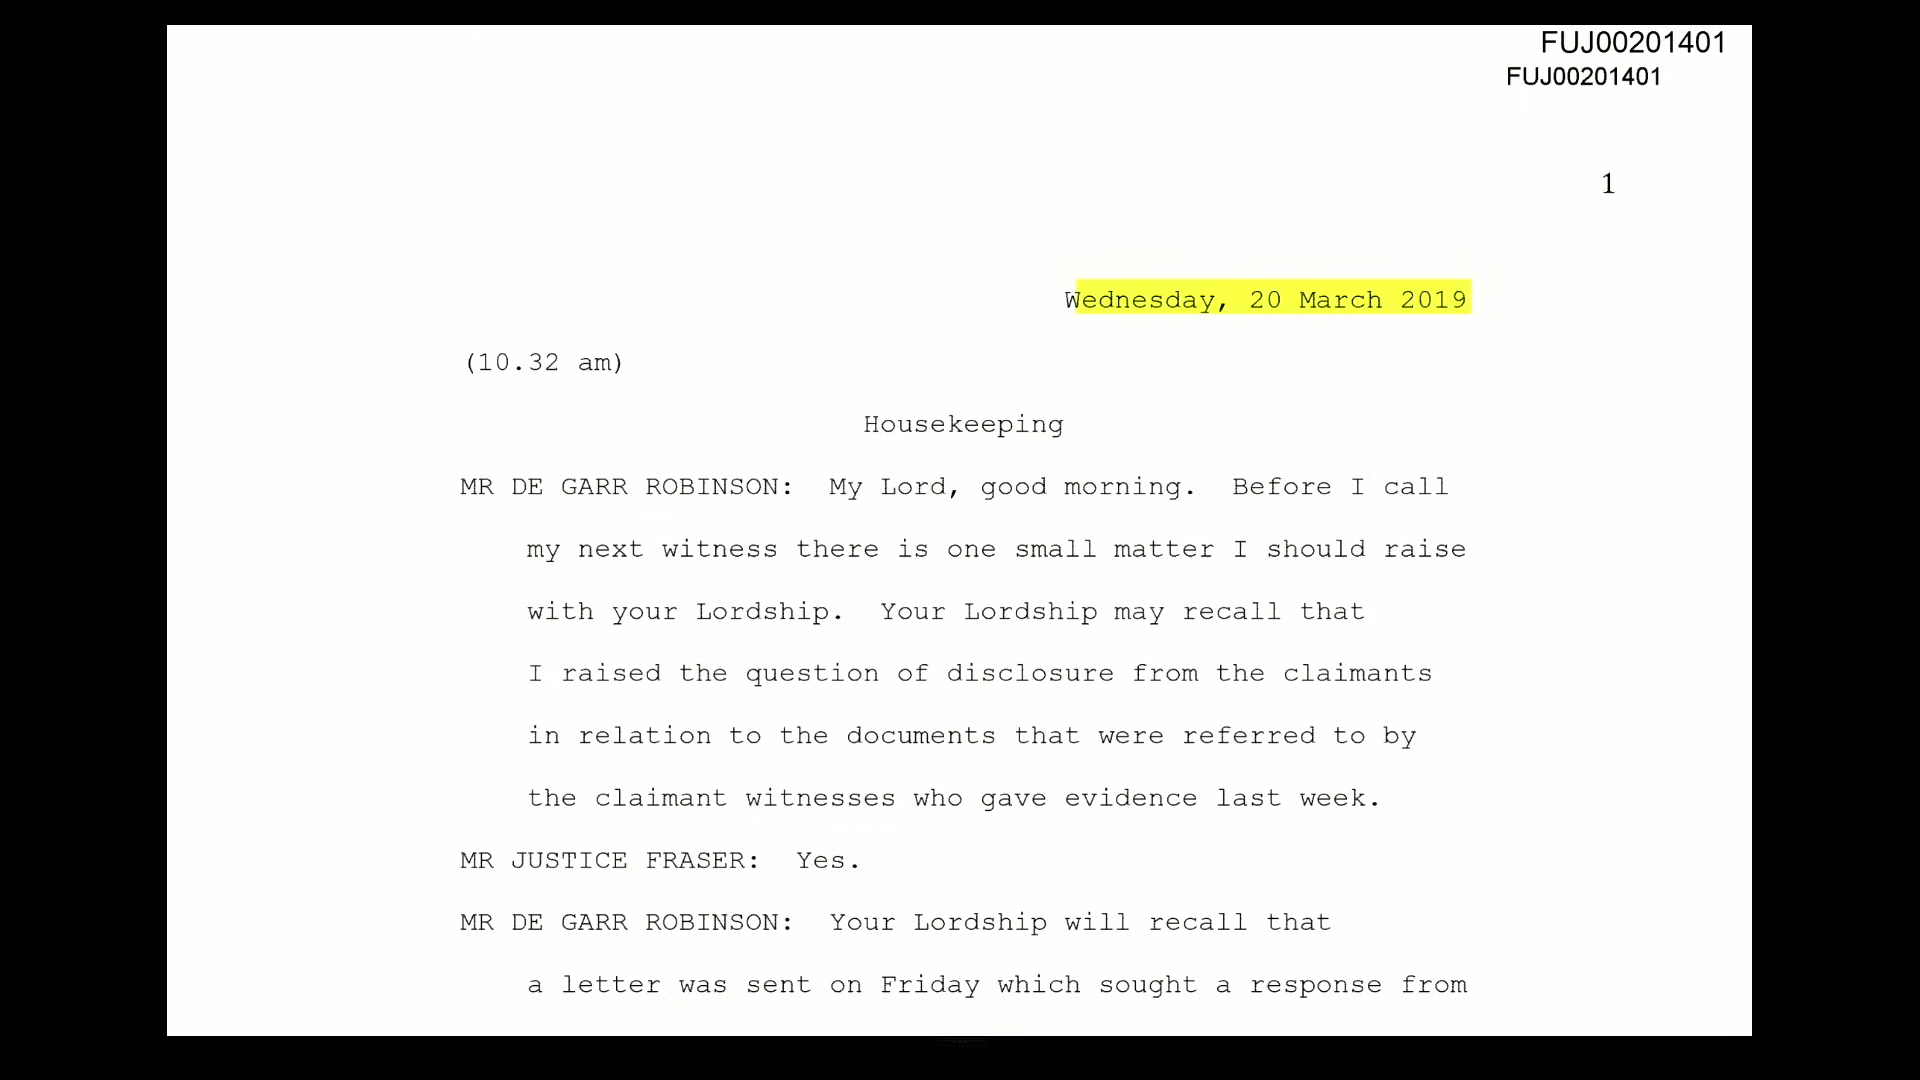 FUJ00201401
FUJ00201401
1
Wednesday, 20 March 2019
(10.32 am)
Housekeeping
MR DE GARR ROBINSON: My Lord, good morning. Before I call
my next witness there is one small matter I should raise
with your Lordship. Your Lordship may recall that
I raised the question of disclosure from the claimants
in relation to the documents that were referred to by
the claimant witnesses who gave evidence last week.
MR JUSTICE FRASER: Yes.
MR DE GARR ROBINSON: Your Lordship will recall that
a letter was sent on Friday which sought a response from